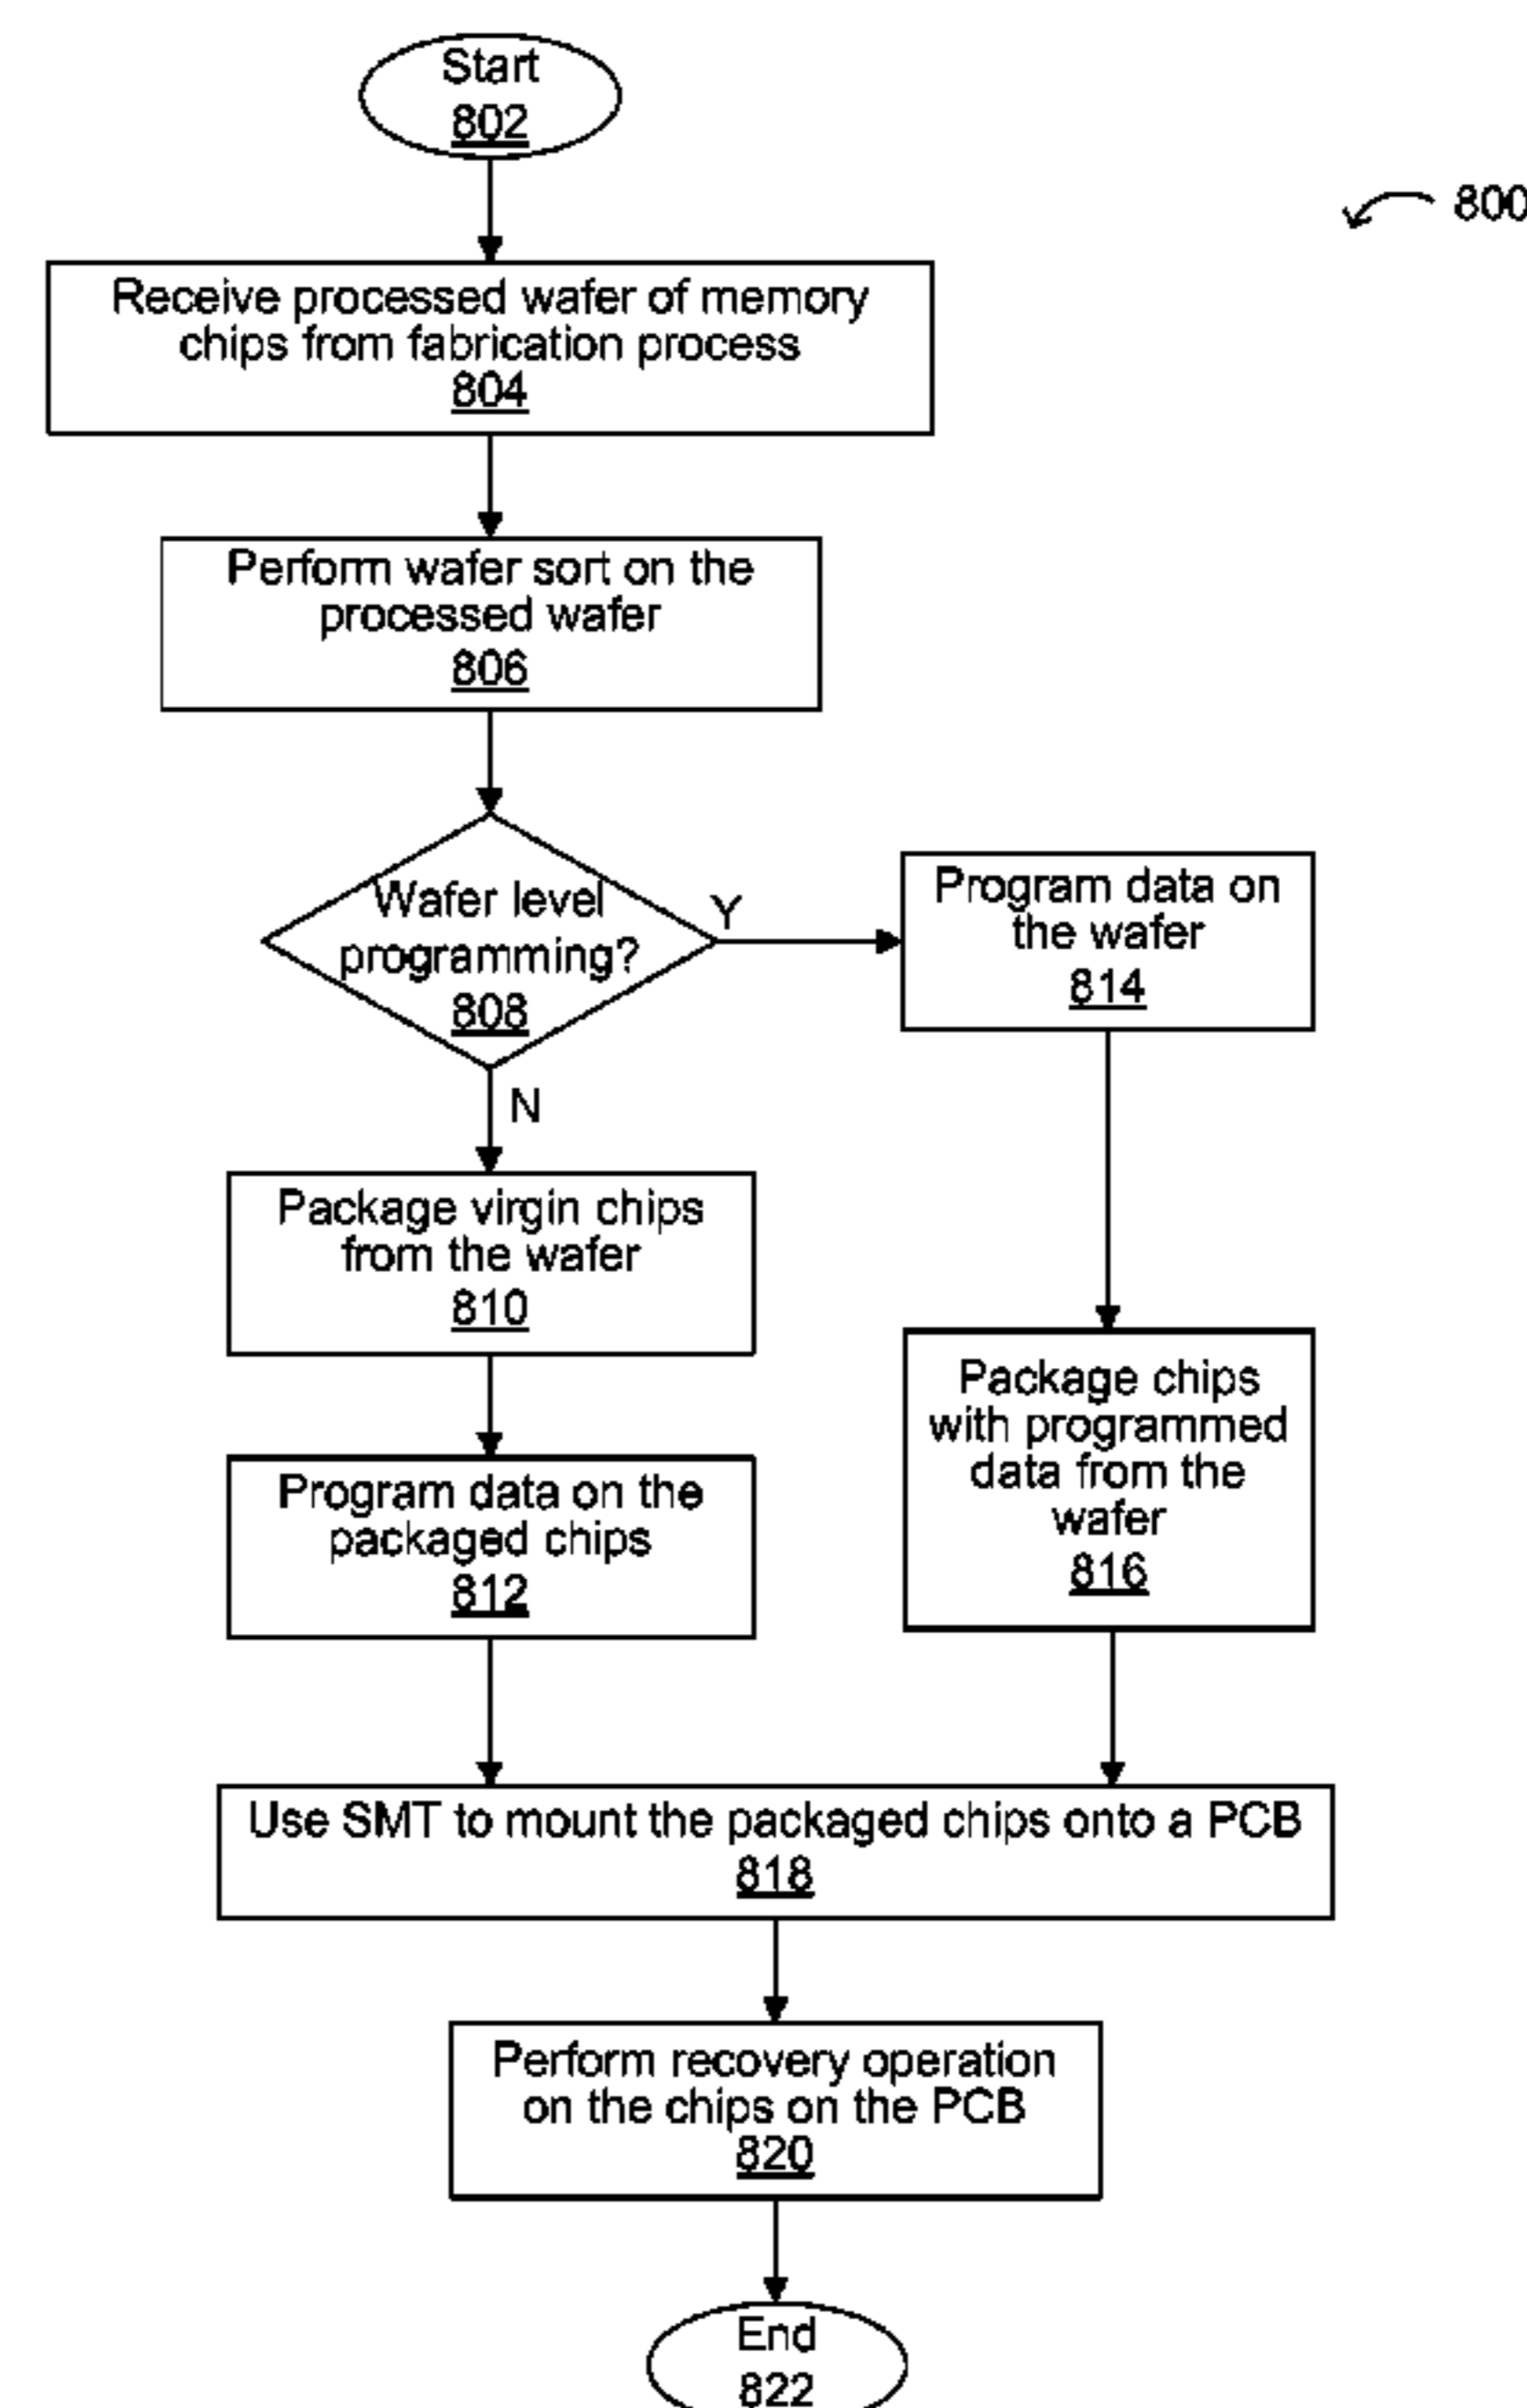 Start
802
800
Receive processed wafer of memory
chips from fabrication process
804
Perform wafer sort on the
processed wafer
806
Wafer level
programming?
808
Y
Program data on
the wafer
814
N
Package virgin chips
from the wafer
810
Package chips
with programmed
data from the
wafer
816
Program data on the
packaged chips
812
Use SMT to mount the packaged chips onto a PCB
818
Perform recovery operation
on the chips on the PCB
820
End
822